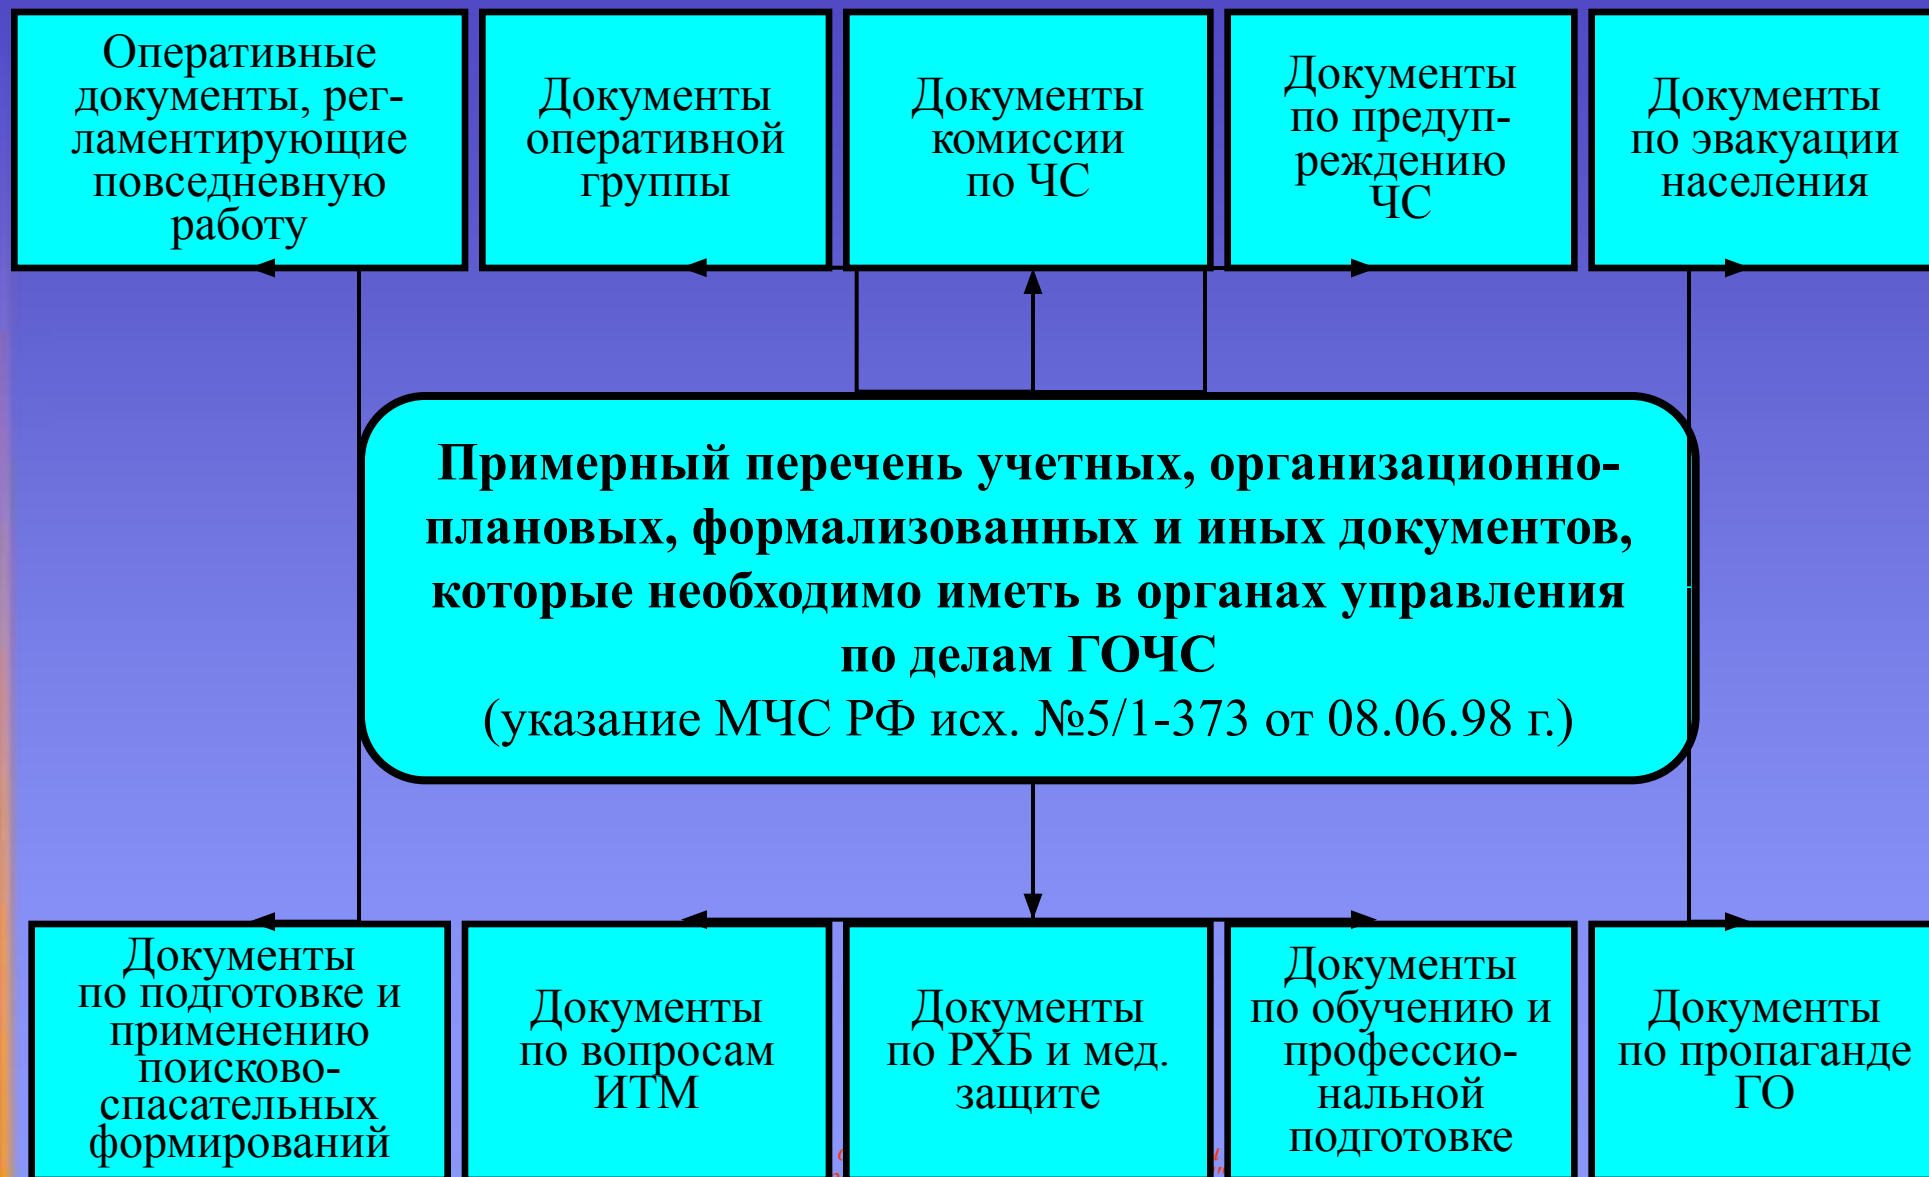 Оперативные
документы, рег-
ламентирующие
повседневную
работу
Документы
оперативной
группы
Документы
комиссии
по ЧС
Документы
по предуп-
реждению
ЧС
Документы
по эвакуации
населения
Примерный перечень учетных, организационно-
плановых, формализованных и иных документов,
которые необходимо иметь в органах управления
по делам ГОЧС
(указание МЧС РФ исх. №5/1-373 от 08.06.98 г.)
Документы
по подготовке и
применению
поисково-
спасательных
формирований
Документы
по вопросам
ИТМ
Документы
по РХБ и мед.
защите
Документы
по обучению и
профессио-
нальной
подготовке
Документы
по пропаганде
ГО